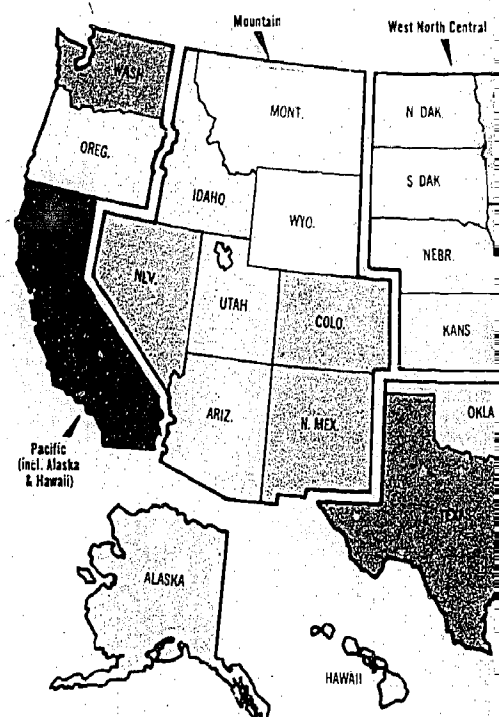 Mountain
West North Central
WASH
MONT.
N DAK.
OREG.
S DAK
IDAHO
WYO.
NEBR.
NEV.
UTAH
COLO.
KANS
ARIZ.
N. MEX.
OKLA
Pacific
(incl. Alaska
& Hawaii)
ALASKA
HAWAII